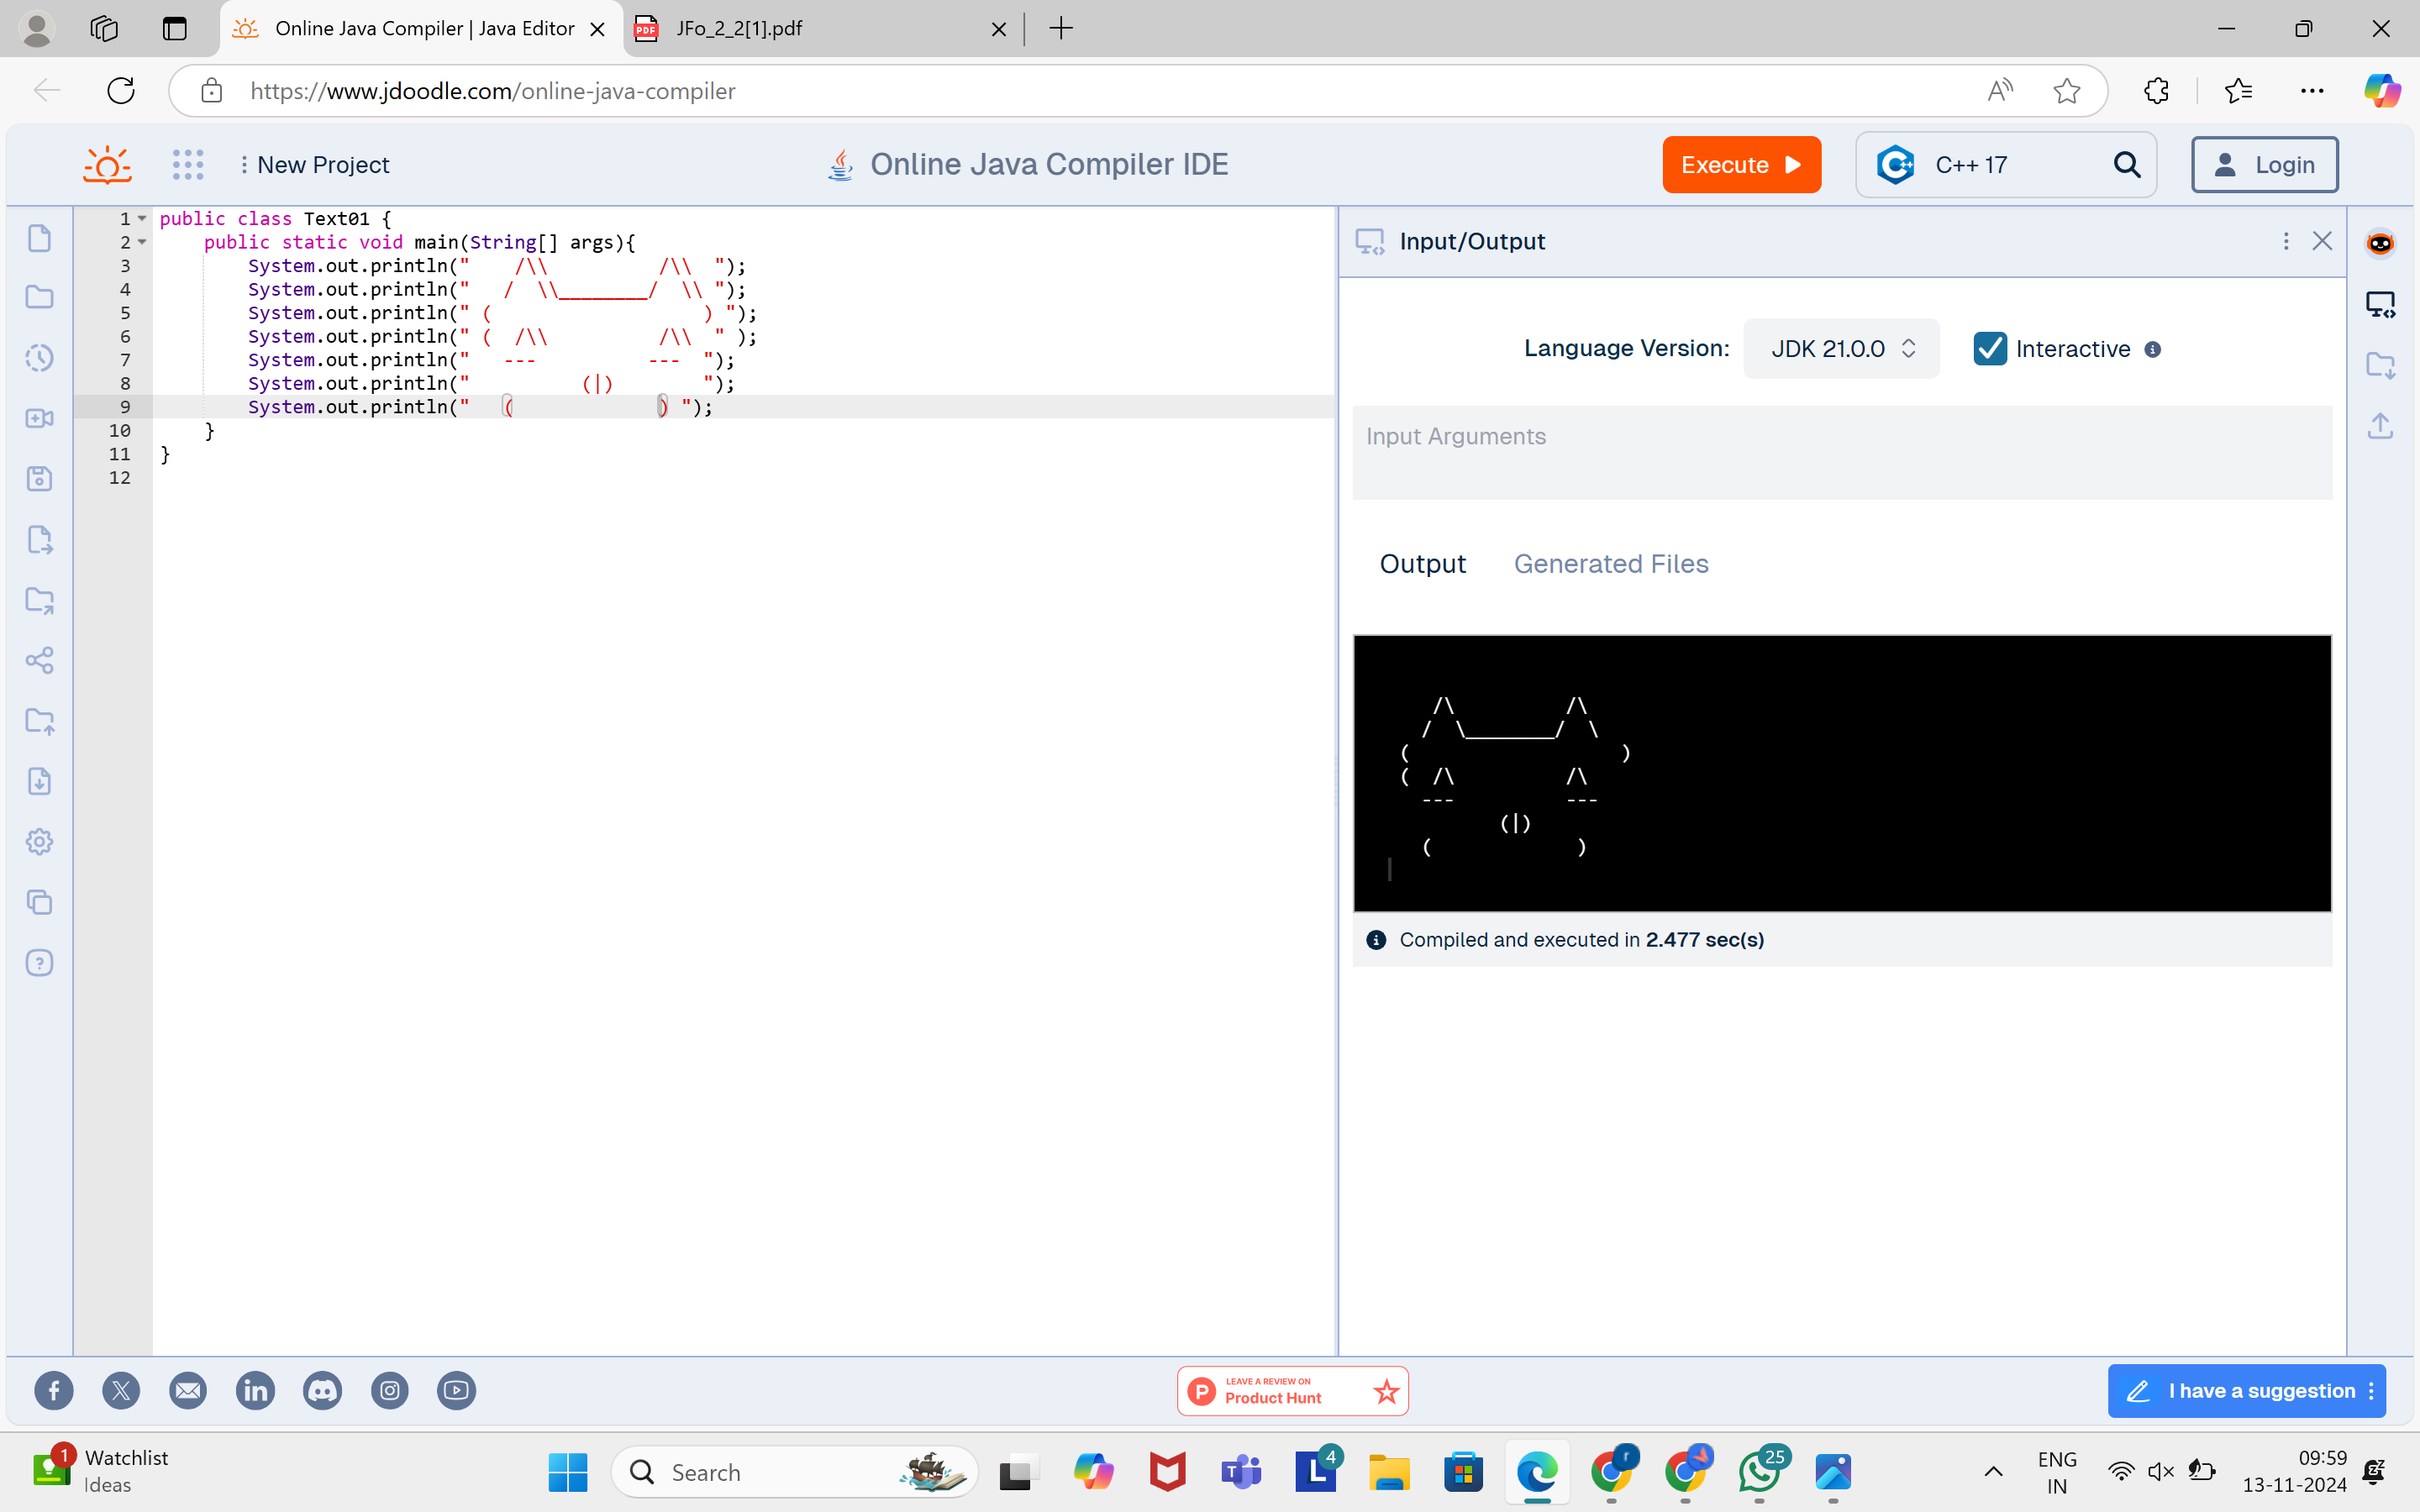 Online Java Compiler | Java Editor
JFo_2_2[1].pdf
https://www.jdoodle.com/online-java-compiler
New Project
Online Java Compiler IDE
Execute
C++ 17
Login
1 public class Text01 {
2     public static void main(String[] args){
3         System.out.println("    /\\          /\\  ");
4         System.out.println("   /  \\________/  \\ ");
5         System.out.println(" (                   ) ");
6         System.out.println(" (  /\\          /\\  " );
7         System.out.println("   ---          ---  ");
8         System.out.println("          (|)        ");
9         System.out.println("   (             ) ");
10     }
11 }
12
Input/Output
Language Version:
JDK 21.0.0
Interactive
Input Arguments
Output
Generated Files
    /\          /\
   /  \________/  \
 (                   )
 (  /\          /\
   ---          ---
          (|)
   (             )
Compiled and executed in 2.477 sec(s)
LEAVE A REVIEW ON
Product Hunt
I have a suggestion
1
Watchlist
Ideas
Search
4
25
ENG
IN
09:59
13-11-2024